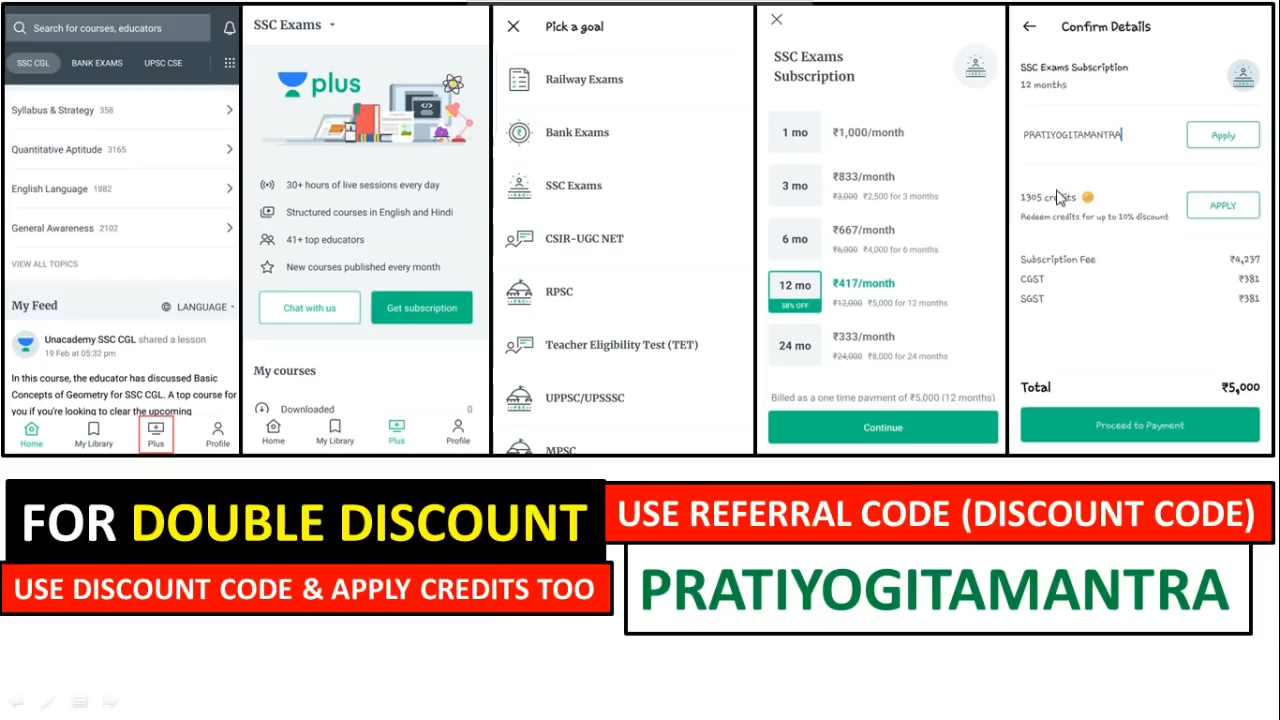 Search for courses, educators
SSC CGL BANK EXAMS UPSC CSE
Syllabus & Strategy 358
Quantitative Aptitude 3165
English Language 1882
General Awareness 2102
VIEW ALL TOPICS
My Feed LANGUAGE
Unacademy SSC CGL shared a lesson
19 Feb at 05:32 pm
In this course, the educator has discussed Basic
Concepts of Geometry for SSC CGL. A top course for
you if you're looking to clear the upcoming
Home My Library Plus Profile
SSC Exams
plus
30+ hours of live sessions every day
Structured courses in English and Hindi
41+ top educators
New courses published every month
Chat with us Get subscription
My courses
Downloaded 0
Home My Library Plus Profile
Pick a goal
Railway Exams
Bank Exams
SSC Exams
CSIR-UGC NET
RPSC
Teacher Eligibility Test (TET)
UPPSC/UPSSSC
MPSC
SSC Exams
Subscription
1 mo ₹1,000/month
3 mo ₹833/month
₹3,000 ₹2,500 for 3 months
6 mo ₹667/month
₹6,000 ₹4,000 for 6 months
12 mo ₹417/month
58% OFF ₹12,000 ₹5,000 for 12 months
24 mo ₹333/month
₹24,000 ₹8,000 for 24 months
Billed as a one time payment of ₹5,000 (12 months)
Continue
Confirm Details
SSC Exams Subscription
12 months
PRATIYOGITAMANTRA Apply
1305 credits APPLY
Redeem credits for up to 10% discount
Subscription Fee ₹4,237
CGST ₹381
SGST ₹381
Total ₹5,000
Proceed to Payment
FOR DOUBLE DISCOUNT
USE DISCOUNT CODE & APPLY CREDITS TOO
USE REFERRAL CODE (DISCOUNT CODE)
PRATIYOGITAMANTRA